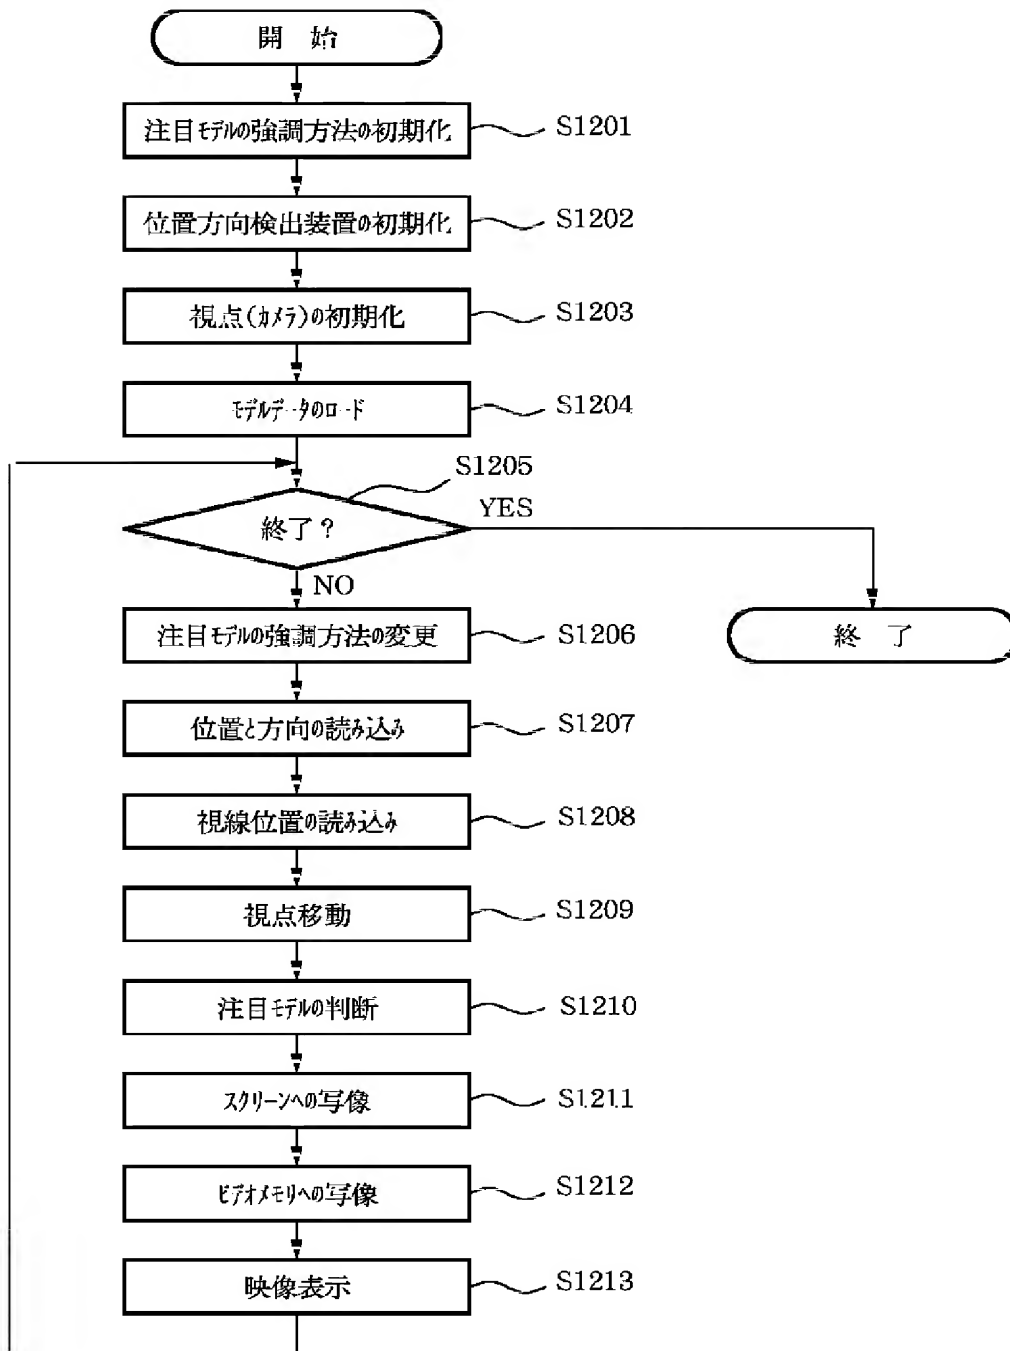 開 始
注目モデルの強調方法の初期化
S1201
位置方向検出装置の初期化
S1202
視点(カメラ)の初期化
S1203
モデルデータのロード
S1204
S1205
終了?
YES
NO
注目モデルの強調方法の変更
S1206
終 了
位置と方向の読み込み
S1207
視線位置の読み込み
S1208
視点移動
S1209
注目モデルの判断
S1210
スクリーンへの写像
S1211
ビデオメモリへの写像
S1212
映像表示
S1213